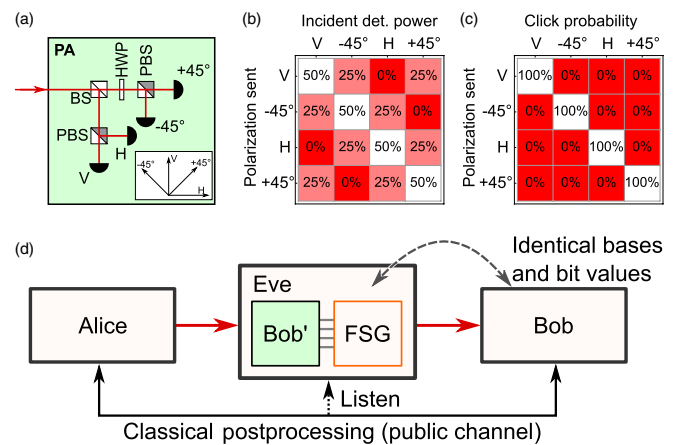 (a)
PA
HWP
PBS
+45°
BS
-45°
PBS
H
V
-45°
V
+45°
H
(b)
Incident det. power
V -45° H +45°
Polarization sent
V 50% 25% 0% 25%
-45° 25% 50% 25% 0%
H 0% 25% 50% 25%
+45° 25% 0% 25% 50%
(c)
Click probability
V -45° H +45°
Polarization sent
V 100% 0% 0% 0%
-45° 0% 100% 0% 0%
H 0% 0% 100% 0%
+45° 0% 0% 0% 100%
(d)
Identical bases
and bit values
Alice
Eve
Bob'
FSG
Bob
Listen
Classical postprocessing (public channel)